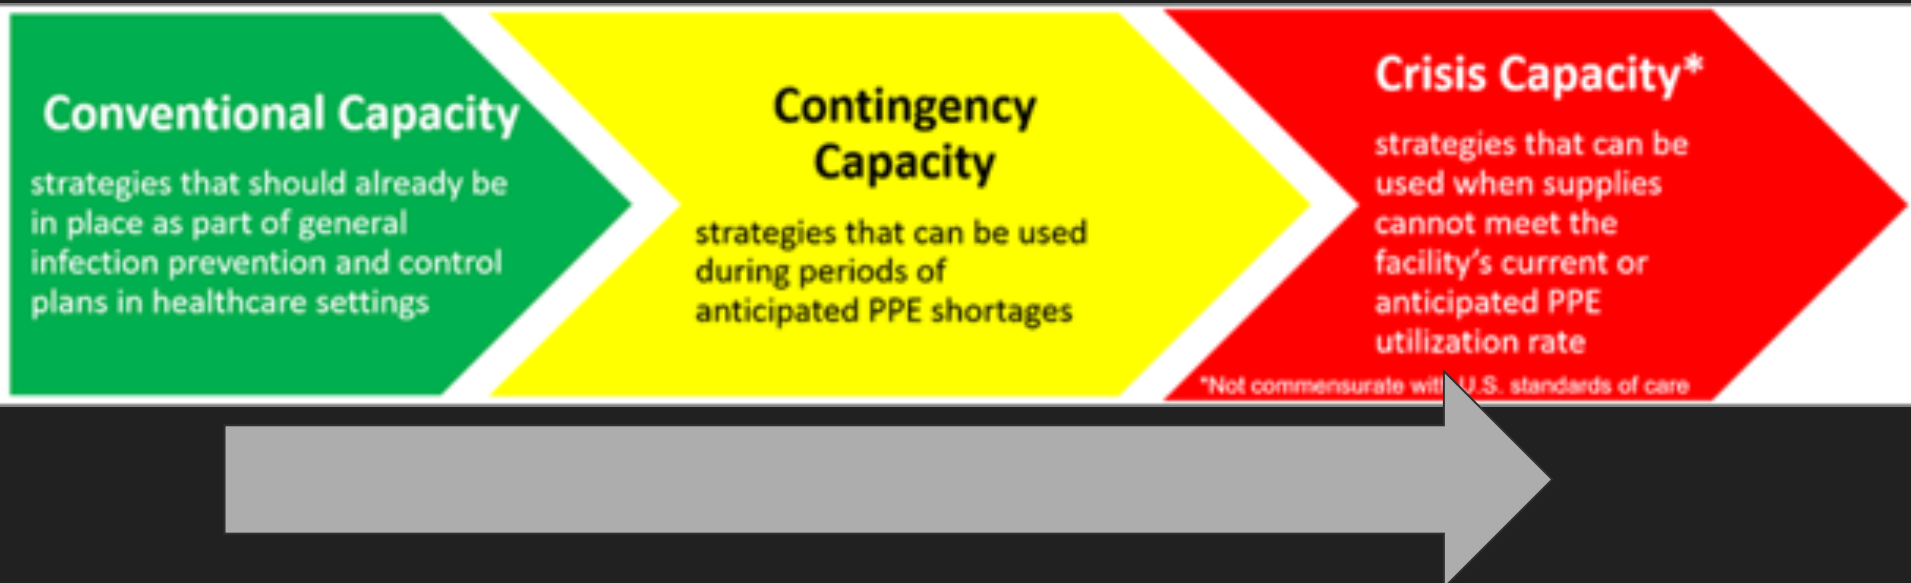 Conventional Capacity
strategies that should already be
in place as part of general
infection prevention and control
plans in healthcare settings
Contingency
Capacity
strategies that can be used
during periods of
anticipated PPE shortages
Crisis Capacity*
strategies that can be
used when supplies
cannot meet the
facility's current or
anticipated PPE
utilization rate
*Not commensurate with U.S. standards of care